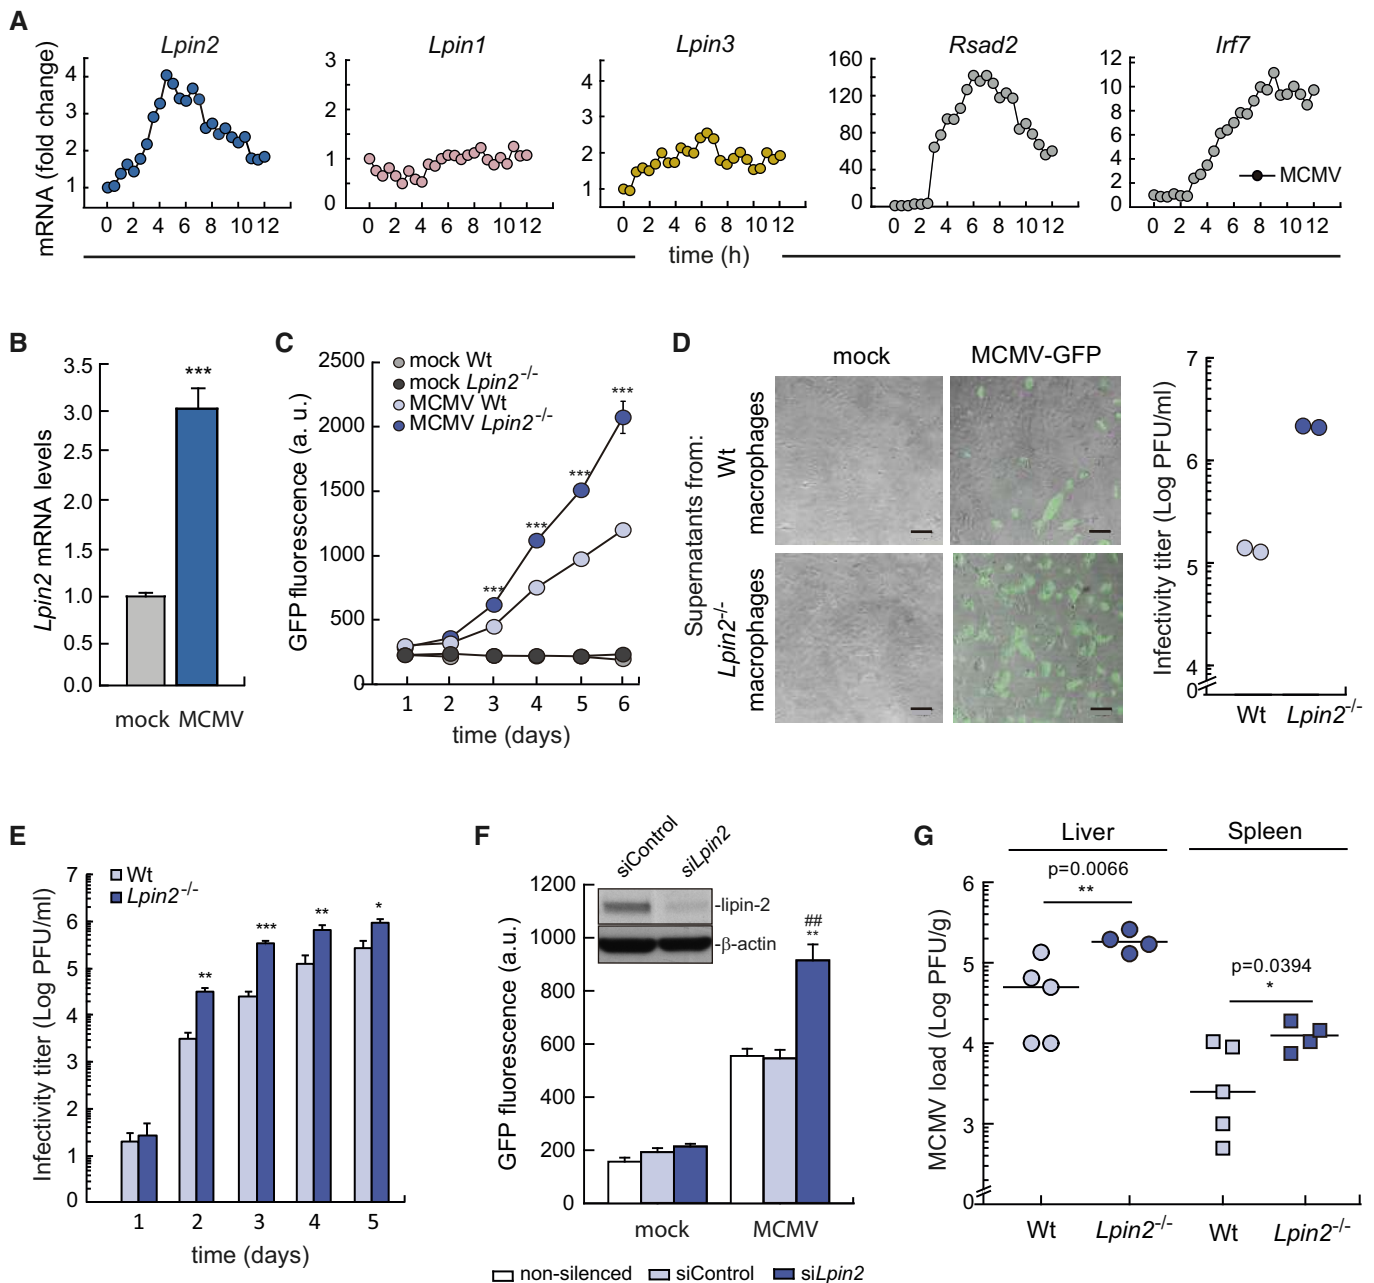 A
Lpin2
Lpin1
Lpin3
Rsad2
Irf7
mRNA (fold change)
4
3
2
1
3
2
1
0
4
3
2
1
160
120
80
40
0
12
10
8
6
4
2
0
MCMV
0 2 4 6 8 10 12
0 2 4 6 8 10 12
0 2 4 6 8 10 12
0 2 4 6 8 10 12
0 2 4 6 8 10 12
time (h)
B
Lpin2 mRNA levels
3.5
3.0
2.5
2.0
1.5
1.0
0.5
0.0
***
mock MCMV
C
GFP fluorescence (a. u.)
2500
2000
1500
1000
500
0
mock Wt
mock Lpin2-/-
MCMV Wt
MCMV Lpin2-/-
***
***
***
***
1 2 3 4 5 6
time (days)
D
mock
MCMV-GFP
Supernatants from:
Wt
macrophages
Lpin2-/-
macrophages
Infectivity titer (Log PFU/ml)
7
6
5
4
0
Wt Lpin2-/-
E
Infectivity titer (Log PFU/ml)
7
6
5
4
3
2
1
0
Wt
Lpin2-/-
**
***
**
*
1 2 3 4 5
time (days)
F
siControl
siLpin2
-lipin-2
-β-actin
GFP fluorescence (a.u.)
1200
1000
800
600
400
200
0
##
**
mock MCMV
non-silenced siControl siLpin2
G
Liver
Spleen
p=0.0066
**
p=0.0394
*
MCMV load (Log PFU/g)
6
5
4
3
0
Wt Lpin2-/- Wt Lpin2-/-